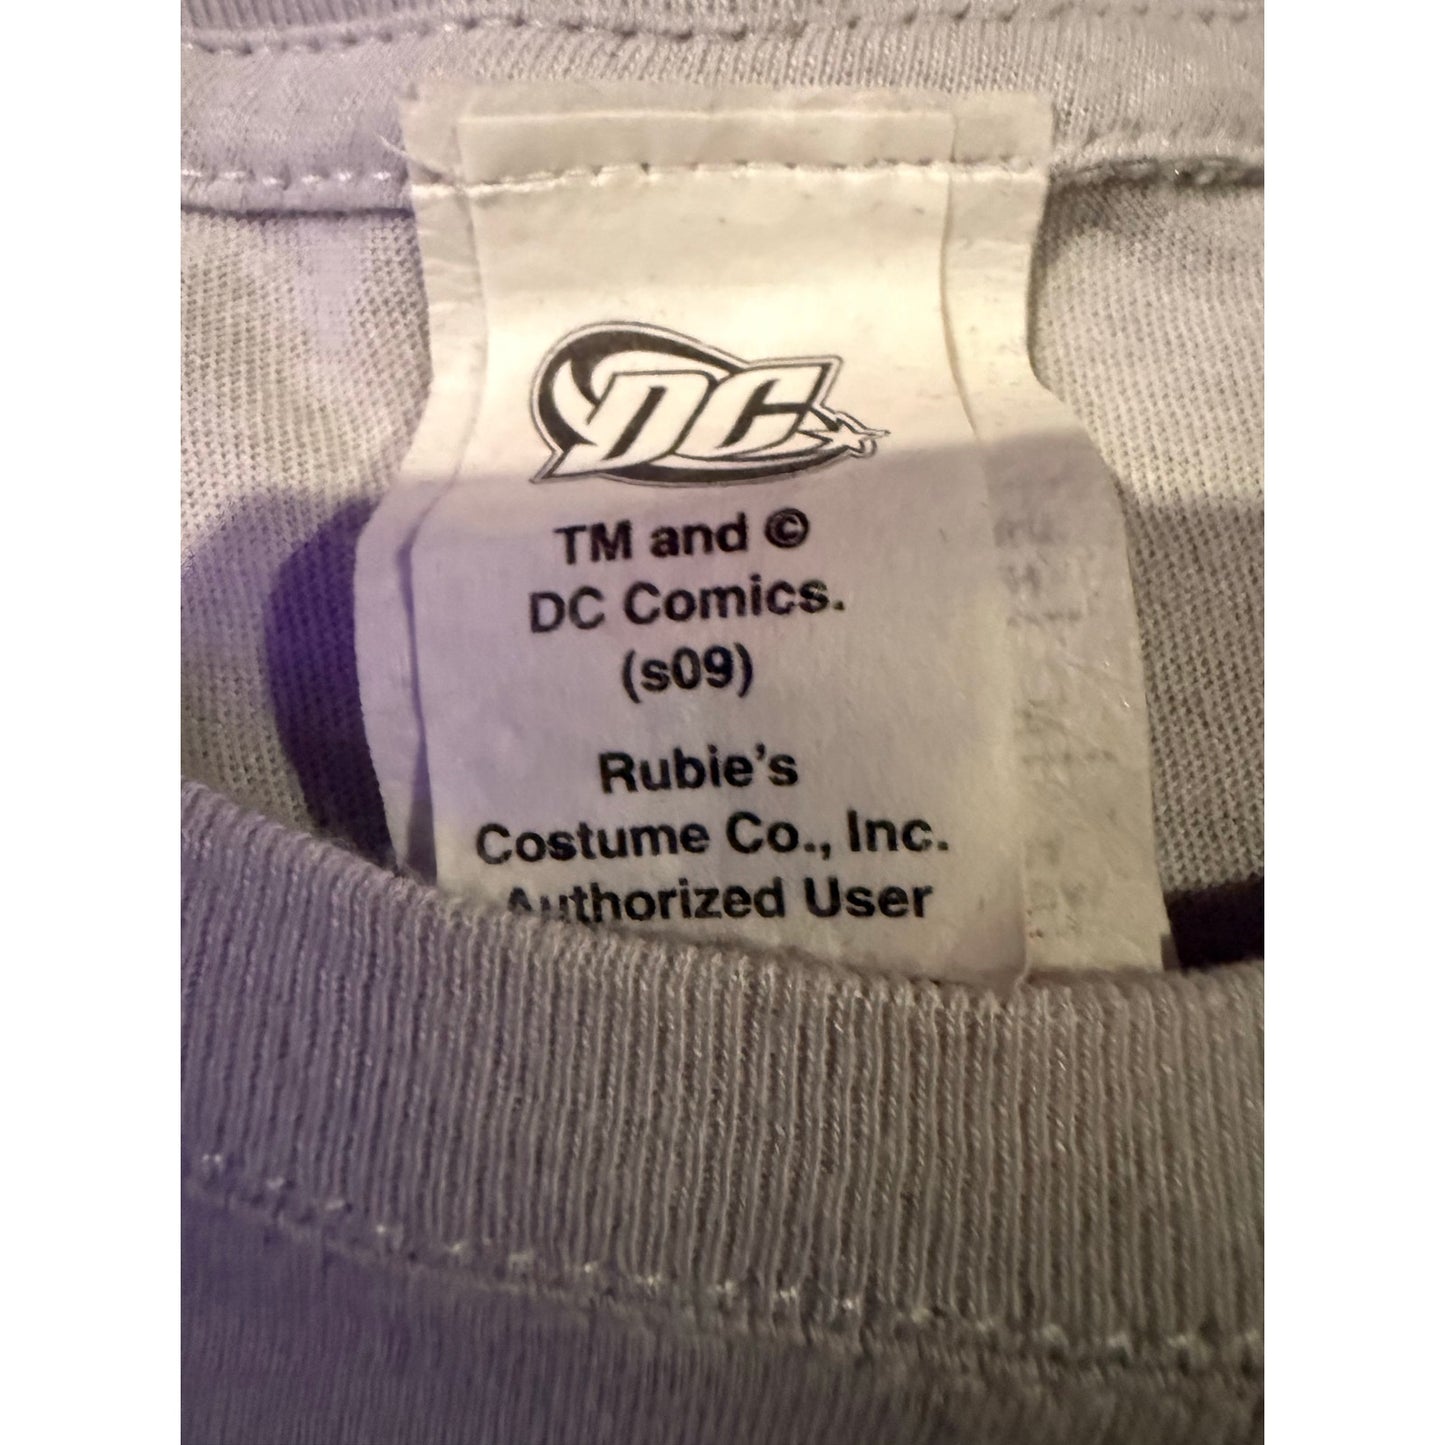 DC
TM and ©
DC Comics.
(s09)
Rubie's
Costume Co., Inc.
Authorized User